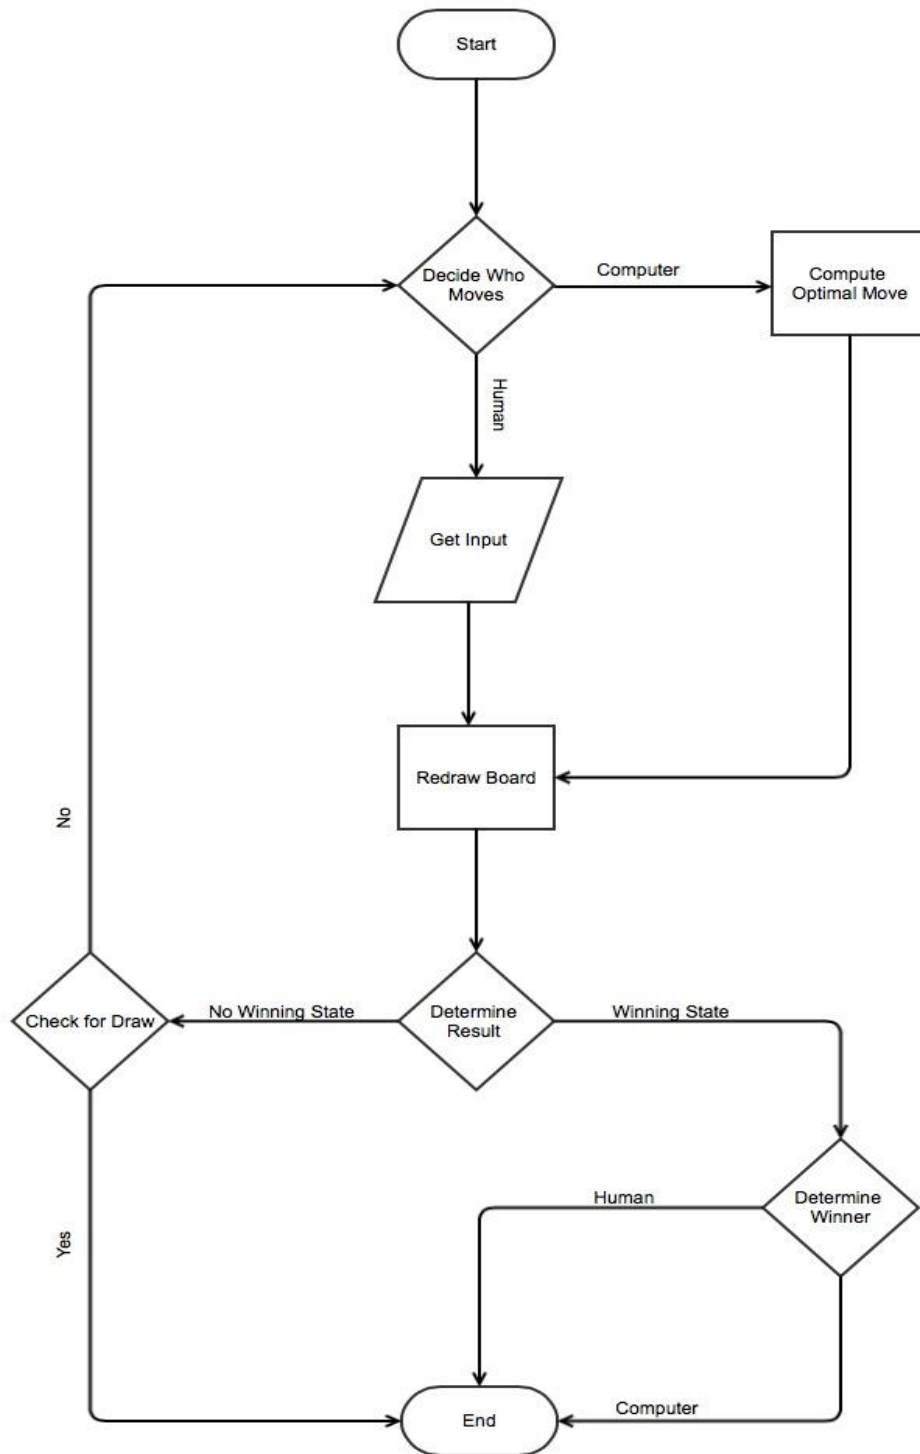 Start
Decide Who
Moves
Computer
Compute
Optimal Move
Human
Get Input
Redraw Board
No
Check for Draw
No Winning State
Determine
Result
Winning State
Human
Determine
Winner
Yes
End
Computer